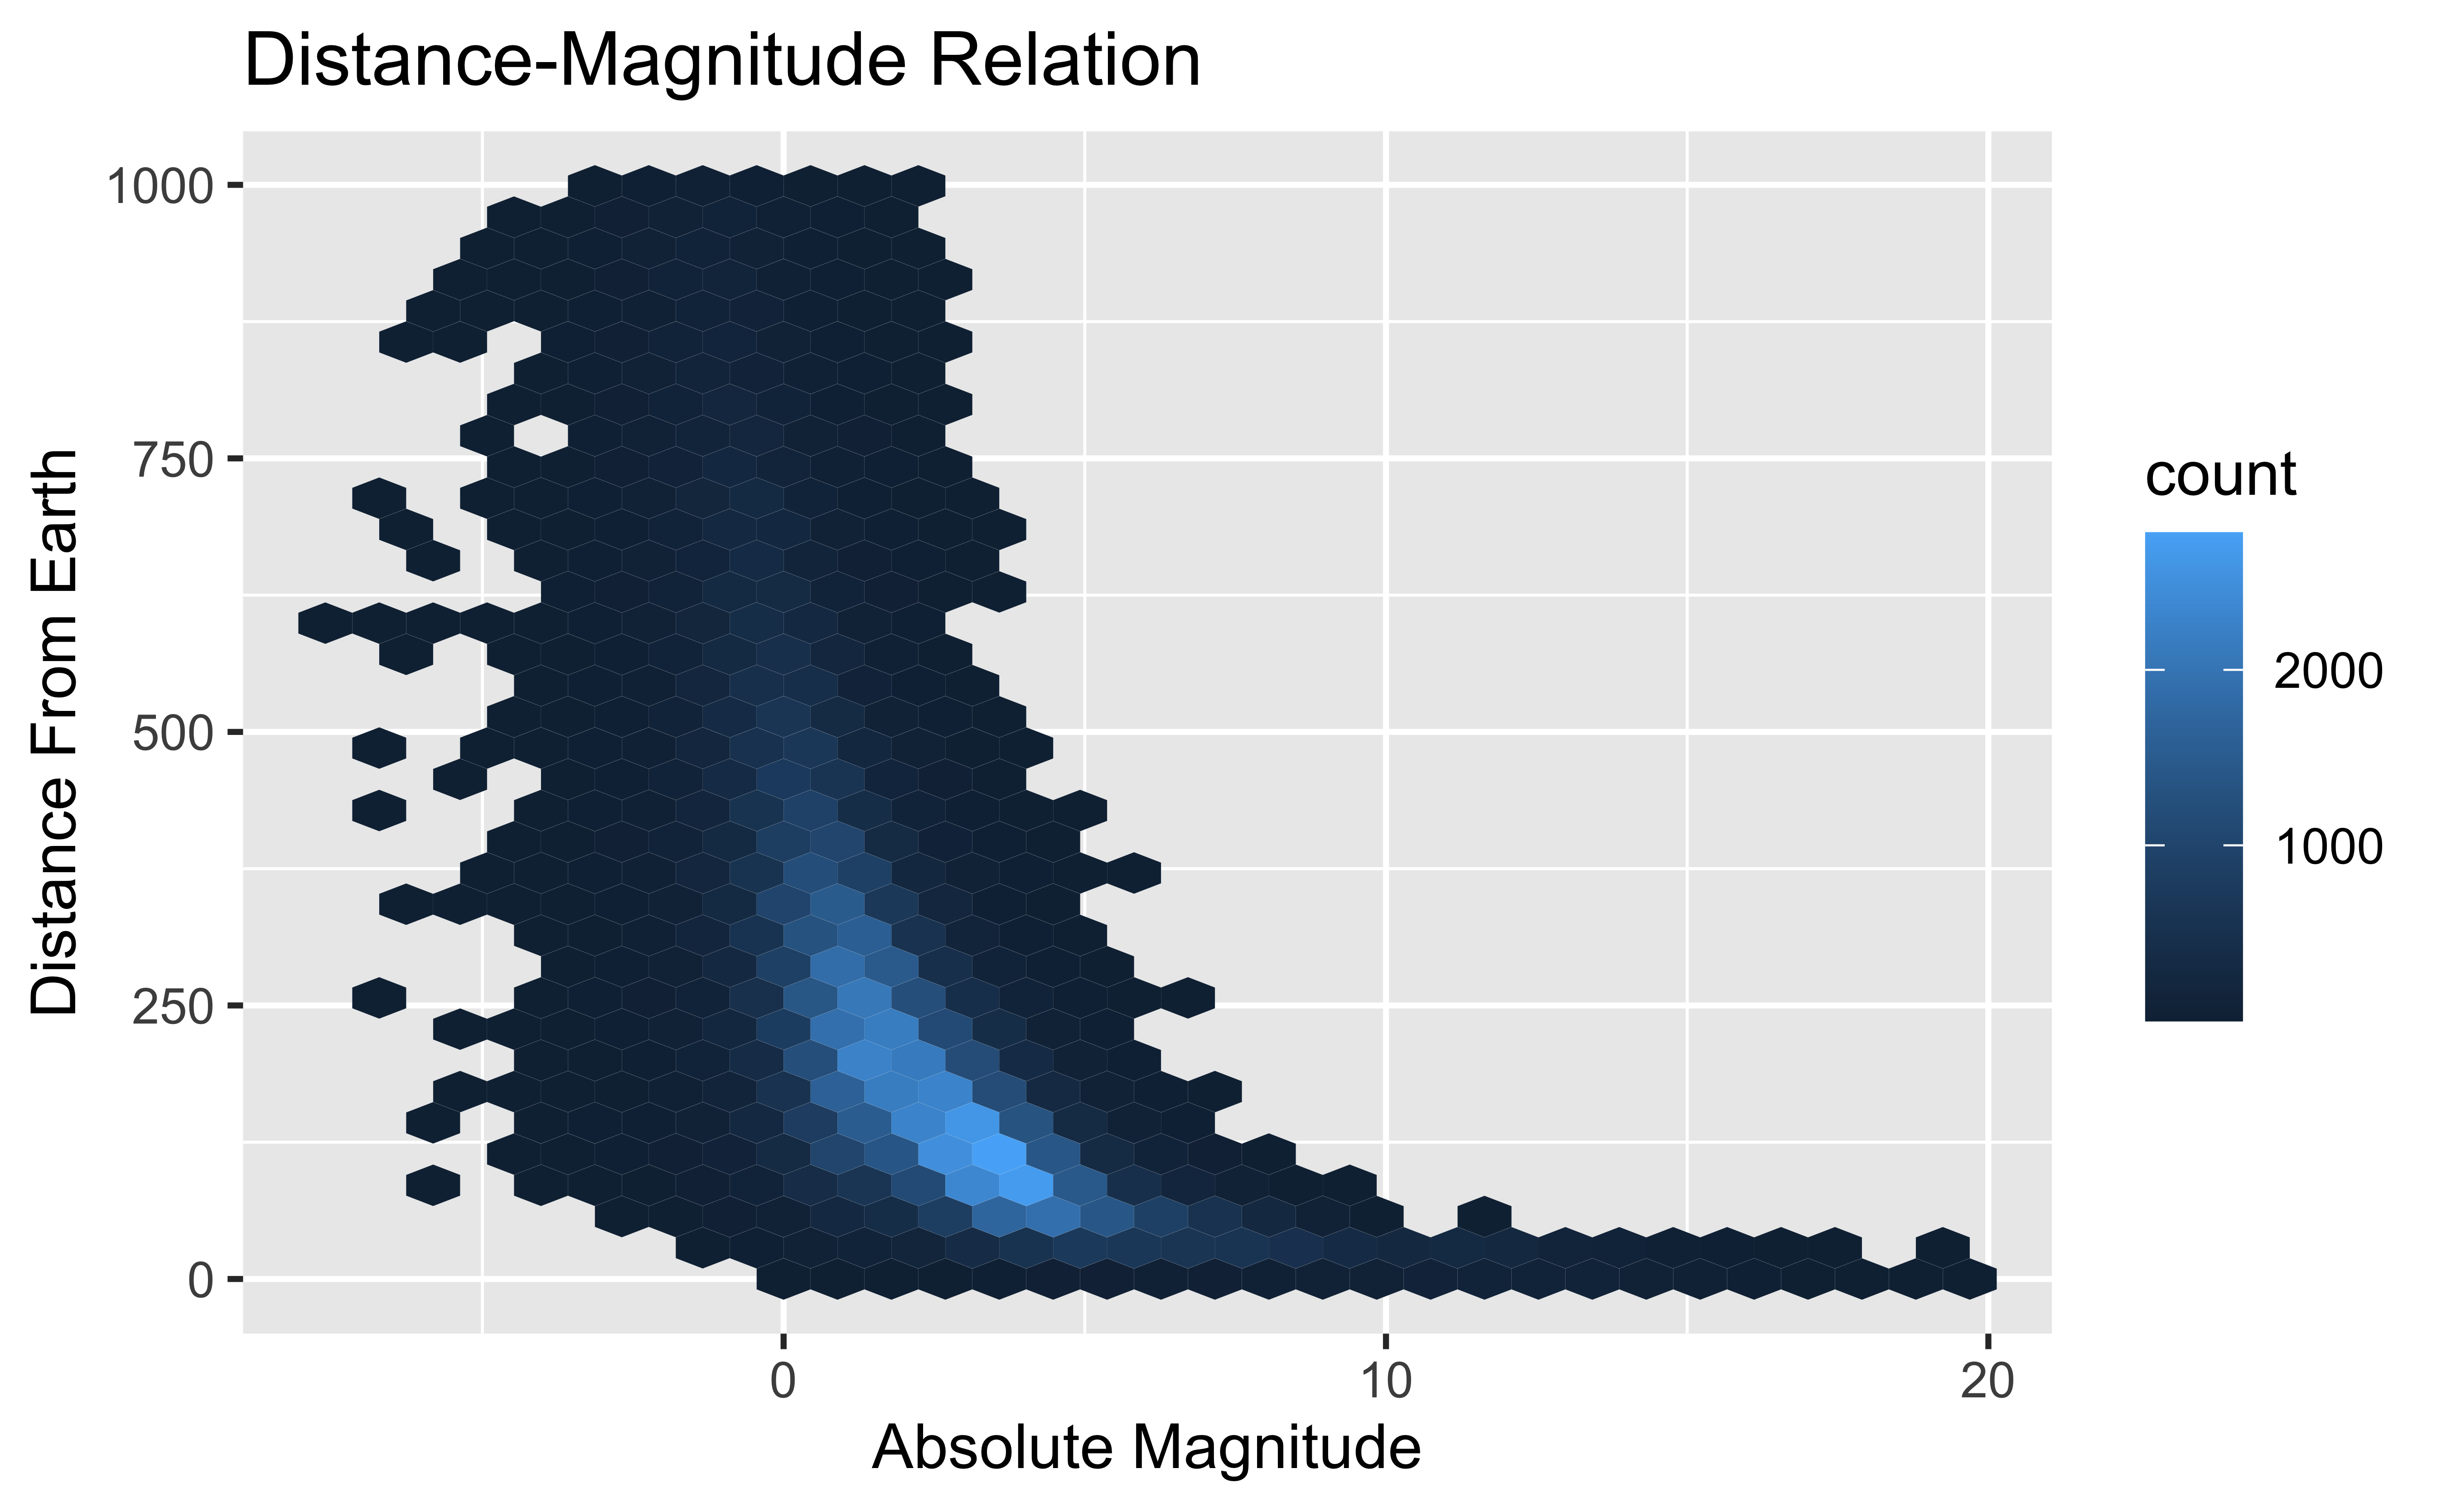 Distance-Magnitude Relation
Distance From Earth
1000
750
500
250
0
0
10
20
Absolute Magnitude
count
2000
1000